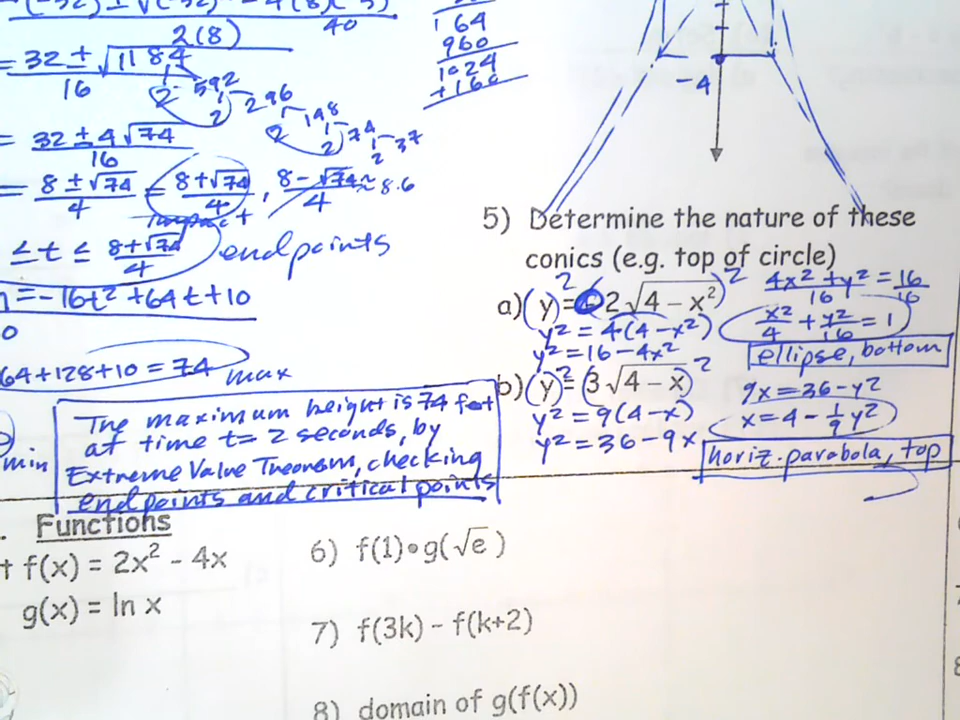 2(8)
40
= 32 ± √1184
16
2 592
2 296
2 148
2 74
2 37
164
960
1024
+160
= 32 ± 4√74
16
= 8 ± √74 = 8+√74 , 8-√74 ≈ 8.6
4 4 4
impact
≤ t ≤ 8+√74
4
endpoints
= -16t² + 64t + 10
64+128+10 = 74 max
min
The maximum height is 74 feet
at time t= 2 seconds, by
Extreme Value Theorem, checking
endpoints and critical points
-4
5) Determine the nature of these
conics (e.g. top of circle)
a) (y)² = (-2√4 - x²)²
y² = 4(4-x²)
y² = 16-4x²
4x² + y² = 16
16 16
x²/4 + y²/16 = 1
ellipse, bottom
b) (y)² = (3√4 - x)²
y² = 9(4-x)
y² = 36-9x
9x = 36-y²
x = 4 - 1/9 y²
horiz. parabola, top
Functions
f(x) = 2x² - 4x
g(x) = ln x
6) f(1)•g(√e)
7) f(3k) - f(k+2)
8) domain of g(f(x))